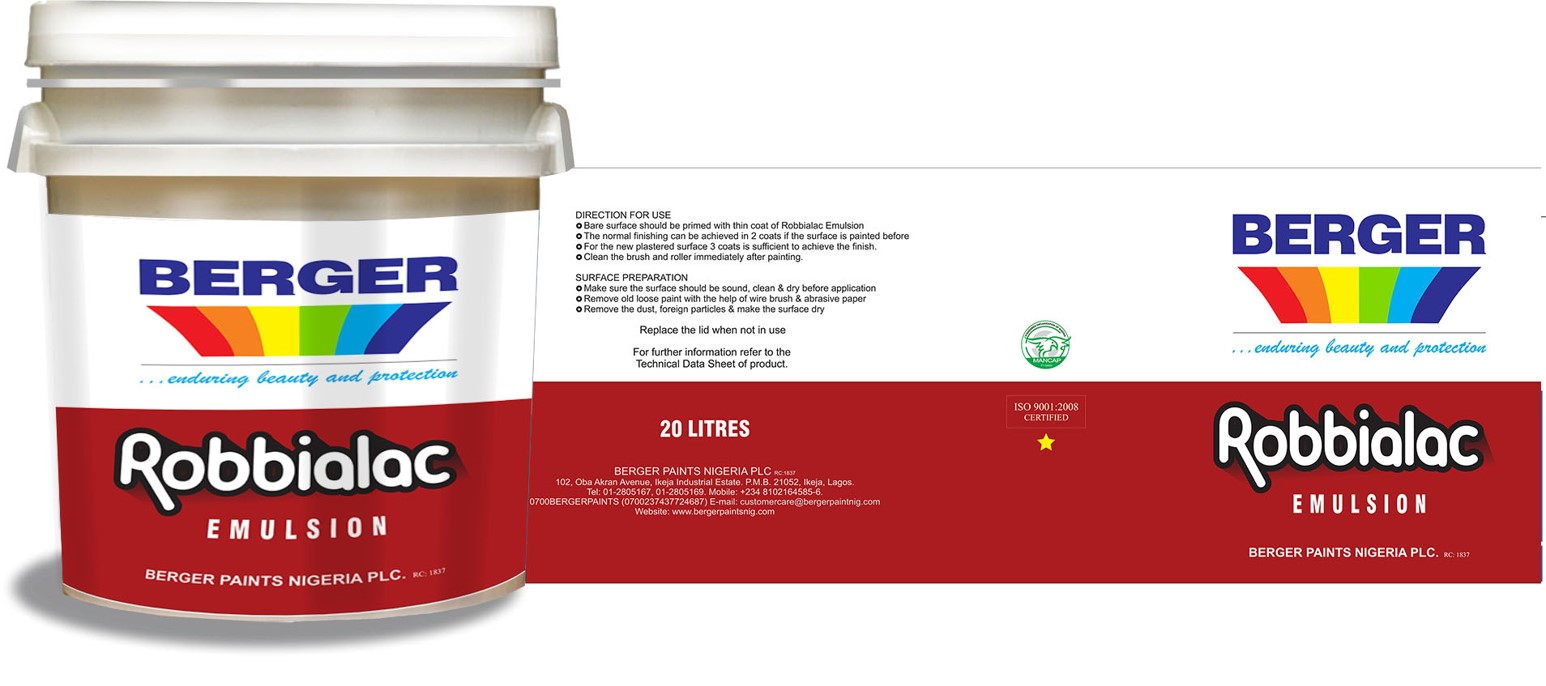 BERGER
...enduring beauty and protection
Robbialac
EMULSION
BERGER PAINTS NIGERIA PLC. RC: 1837
DIRECTION FOR USE
Bare surface should be primed with thin coat of Robbialac Emulsion
The normal finishing can be achieved in 2 coats if the surface is painted before
For the new plastered surface 3 coats is sufficient to achieve the finish.
Clean the brush and roller immediately after painting.
SURFACE PREPARATION
Make sure the surface should be sound, clean & dry before application
Remove old loose paint with the help of wire brush & abrasive paper
Remove the dust, foreign particles & make the surface dry
Replace the lid when not in use
For further information refer to the
Technical Data Sheet of product.
20 LITRES
BERGER PAINTS NIGERIA PLC RC:1837
102, Oba Akran Avenue, Ikeja Industrial Estate. P.M.B. 21052, Ikeja, Lagos.
Tel: 01-2805167, 01-2805169. Mobile: +234 8102164585-6.
0700BERGERPAINTS (0700237437724687) E-mail: customercare@bergerpaintnig.com
Website: www.bergerpaintsnig.com
MANCAP
ISO 9001:2008
CERTIFIED
BERGER
...enduring beauty and protection
Robbialac
EMULSION
BERGER PAINTS NIGERIA PLC. RC: 1837